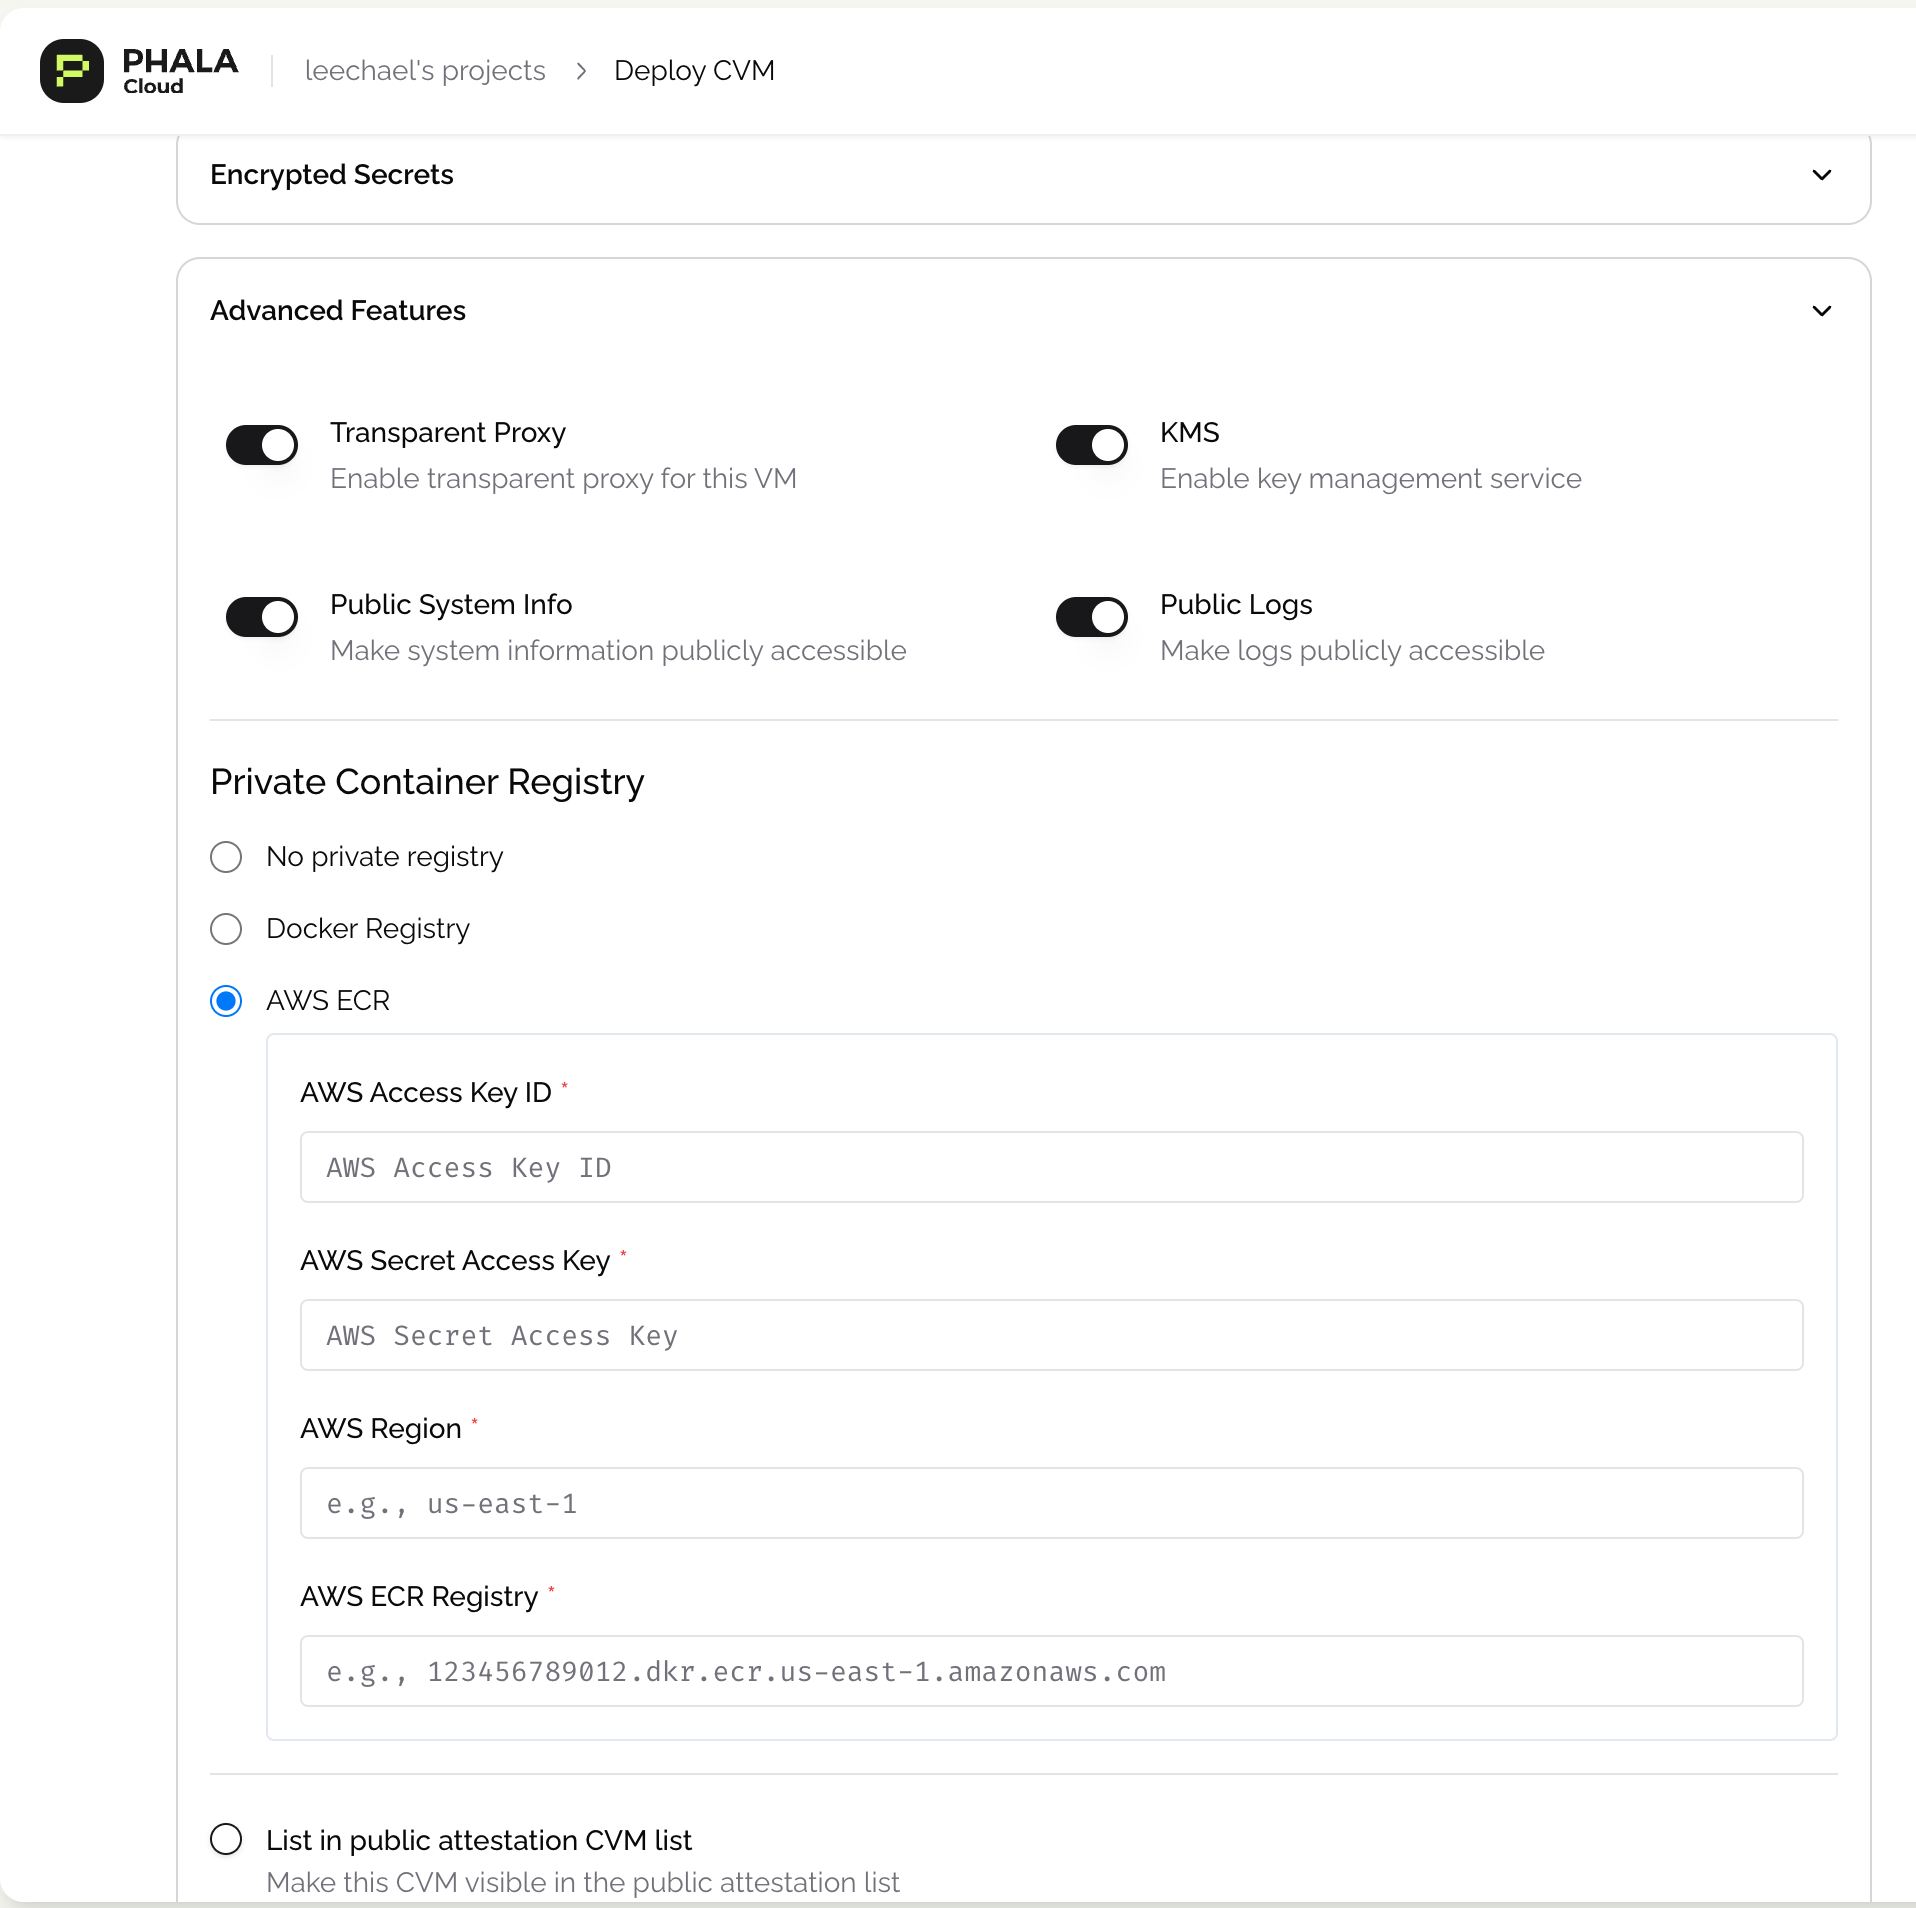 PHALA
Cloud
leechael's projects > Deploy CVM
Encrypted Secrets
Advanced Features
Transparent Proxy
Enable transparent proxy for this VM
KMS
Enable key management service
Public System Info
Make system information publicly accessible
Public Logs
Make logs publicly accessible
Private Container Registry
No private registry
Docker Registry
AWS ECR
AWS Access Key ID *
AWS Access Key ID
AWS Secret Access Key *
AWS Secret Access Key
AWS Region *
e.g., us-east-1
AWS ECR Registry *
e.g., 123456789012.dkr.ecr.us-east-1.amazonaws.com
List in public attestation CVM list
Make this CVM visible in the public attestation list